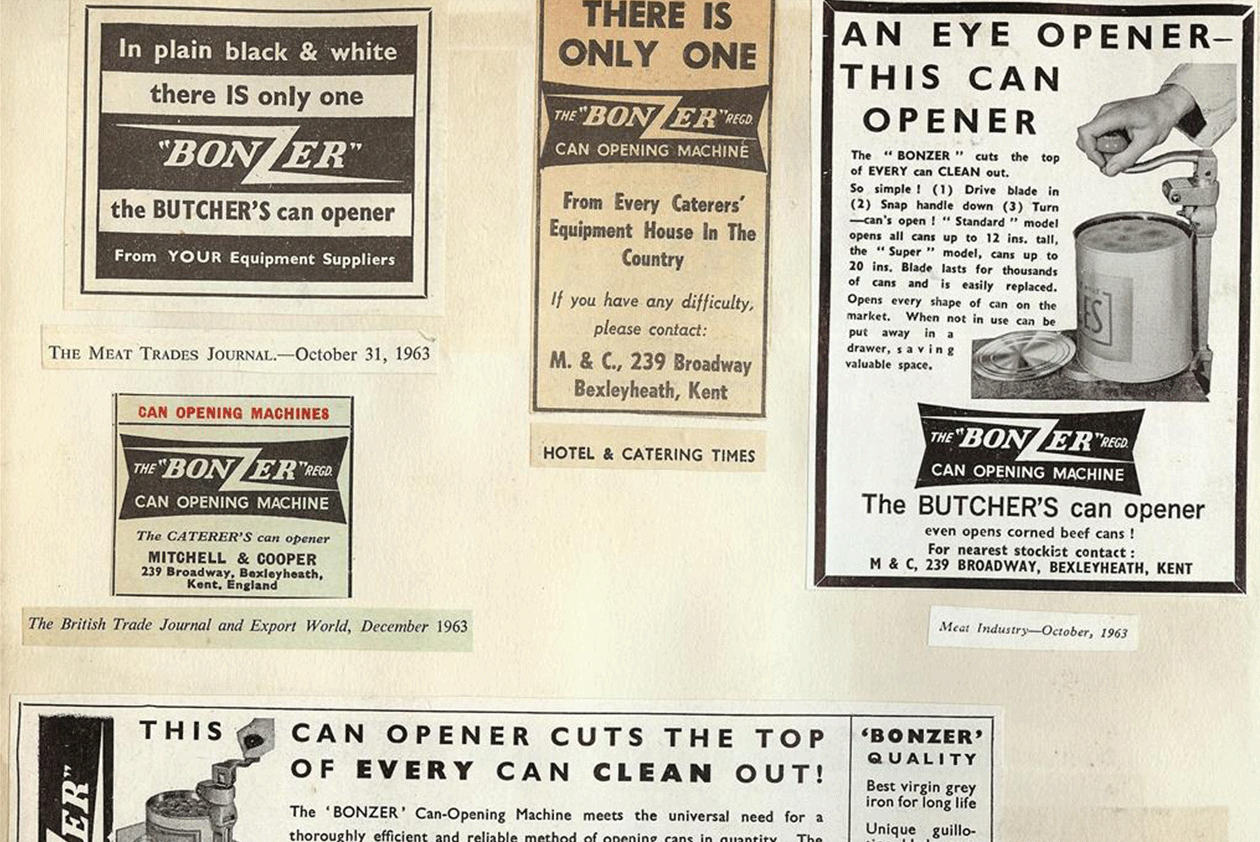 In plain black & white
there IS only one
"BONZER"
the BUTCHER'S can opener
From YOUR Equipment Suppliers
THE MEAT TRADES JOURNAL.—October 31, 1963
CAN OPENING MACHINES
THE "BONZER" REGD.
CAN OPENING MACHINE
The CATERER'S can opener
MITCHELL & COOPER
239 Broadway, Bexleyheath,
Kent, England
The British Trade Journal and Export World, December 1963
THERE IS
ONLY ONE
THE "BONZER" REGD.
CAN OPENING MACHINE
From Every Caterers'
Equipment House In The
Country
If you have any difficulty,
please contact:
M. & C., 239 Broadway
Bexleyheath, Kent
HOTEL & CATERING TIMES
AN EYE OPENER—
THIS CAN
OPENER
The " BONZER " cuts the top
of EVERY can CLEAN out.
So simple ! (1) Drive blade in
(2) Snap handle down (3) Turn
—can's open ! " Standard " model
opens all cans up to 12 ins. tall,
the " Super " model, cans up to
20 ins. Blade lasts for thousands
of cans and is easily replaced.
Opens every shape of can on the
market. When not in use can be
put away in a
drawer, saving
valuable space.
THE "BONZER" REGD.
CAN OPENING MACHINE
The BUTCHER'S can opener
even opens corned beef cans !
For nearest stockist contact :
M & C, 239 BROADWAY, BEXLEYHEATH, KENT
Meat Industry—October, 1963
ZER"
THIS CAN OPENER CUTS THE TOP
OF EVERY CAN CLEAN OUT!
The 'BONZER' Can-Opening Machine meets the universal need for a
thoroughly efficient and reliable method of opening cans in quantity. The
'BONZER'
QUALITY
Best virgin grey
iron for long life
Unique guillo-